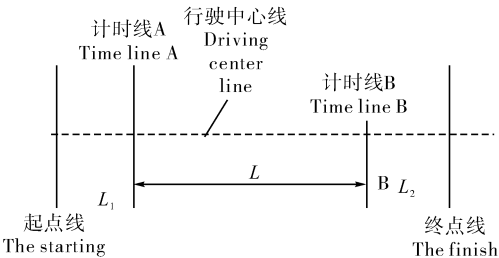 计时线A
Time line A
行驶中心线
Driving
center
line
计时线B
Time line B
L
L₁
B
L₂
起点线
The starting
终点线
The finish